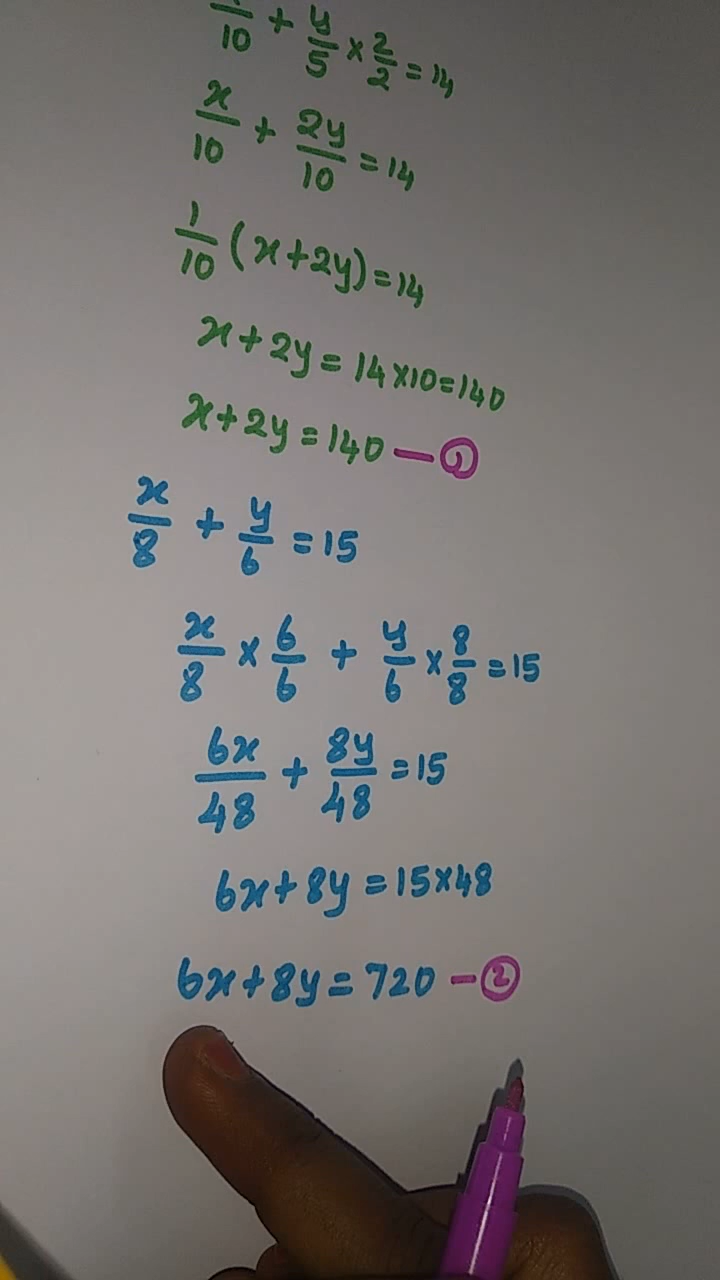 /10 + y/5 × 2/2 = 14
x/10 + 2y/10 = 14
1/10 (x+2y) = 14
x+2y = 14×10=140
x+2y = 140 — ①
x/8 + y/6 = 15
x/8 × 6/6 + y/6 × 8/8 = 15
6x/48 + 8y/48 = 15
6x+8y = 15×48
6x+8y = 720 — ②